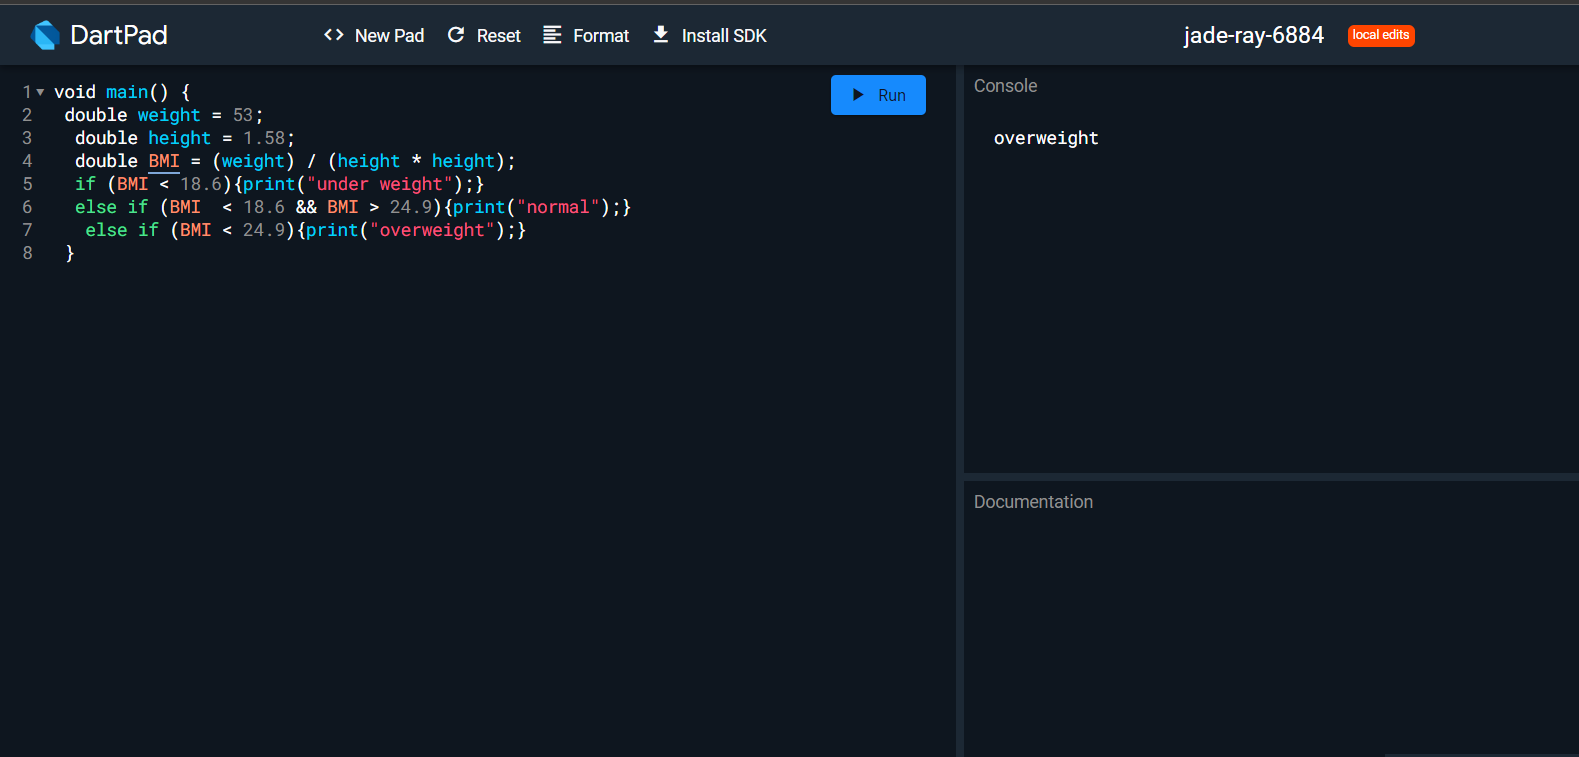 DartPad
<> New Pad Reset Format Install SDK
jade-ray-6884 local edits
Run
1 void main() {
2 double weight = 53;
3 double height = 1.58;
4 double BMI = (weight) / (height * height);
5 if (BMI < 18.6){print("under weight");}
6 else if (BMI  < 18.6 && BMI > 24.9){print("normal");}
7 else if (BMI < 24.9){print("overweight");}
8 }
Console
overweight
Documentation